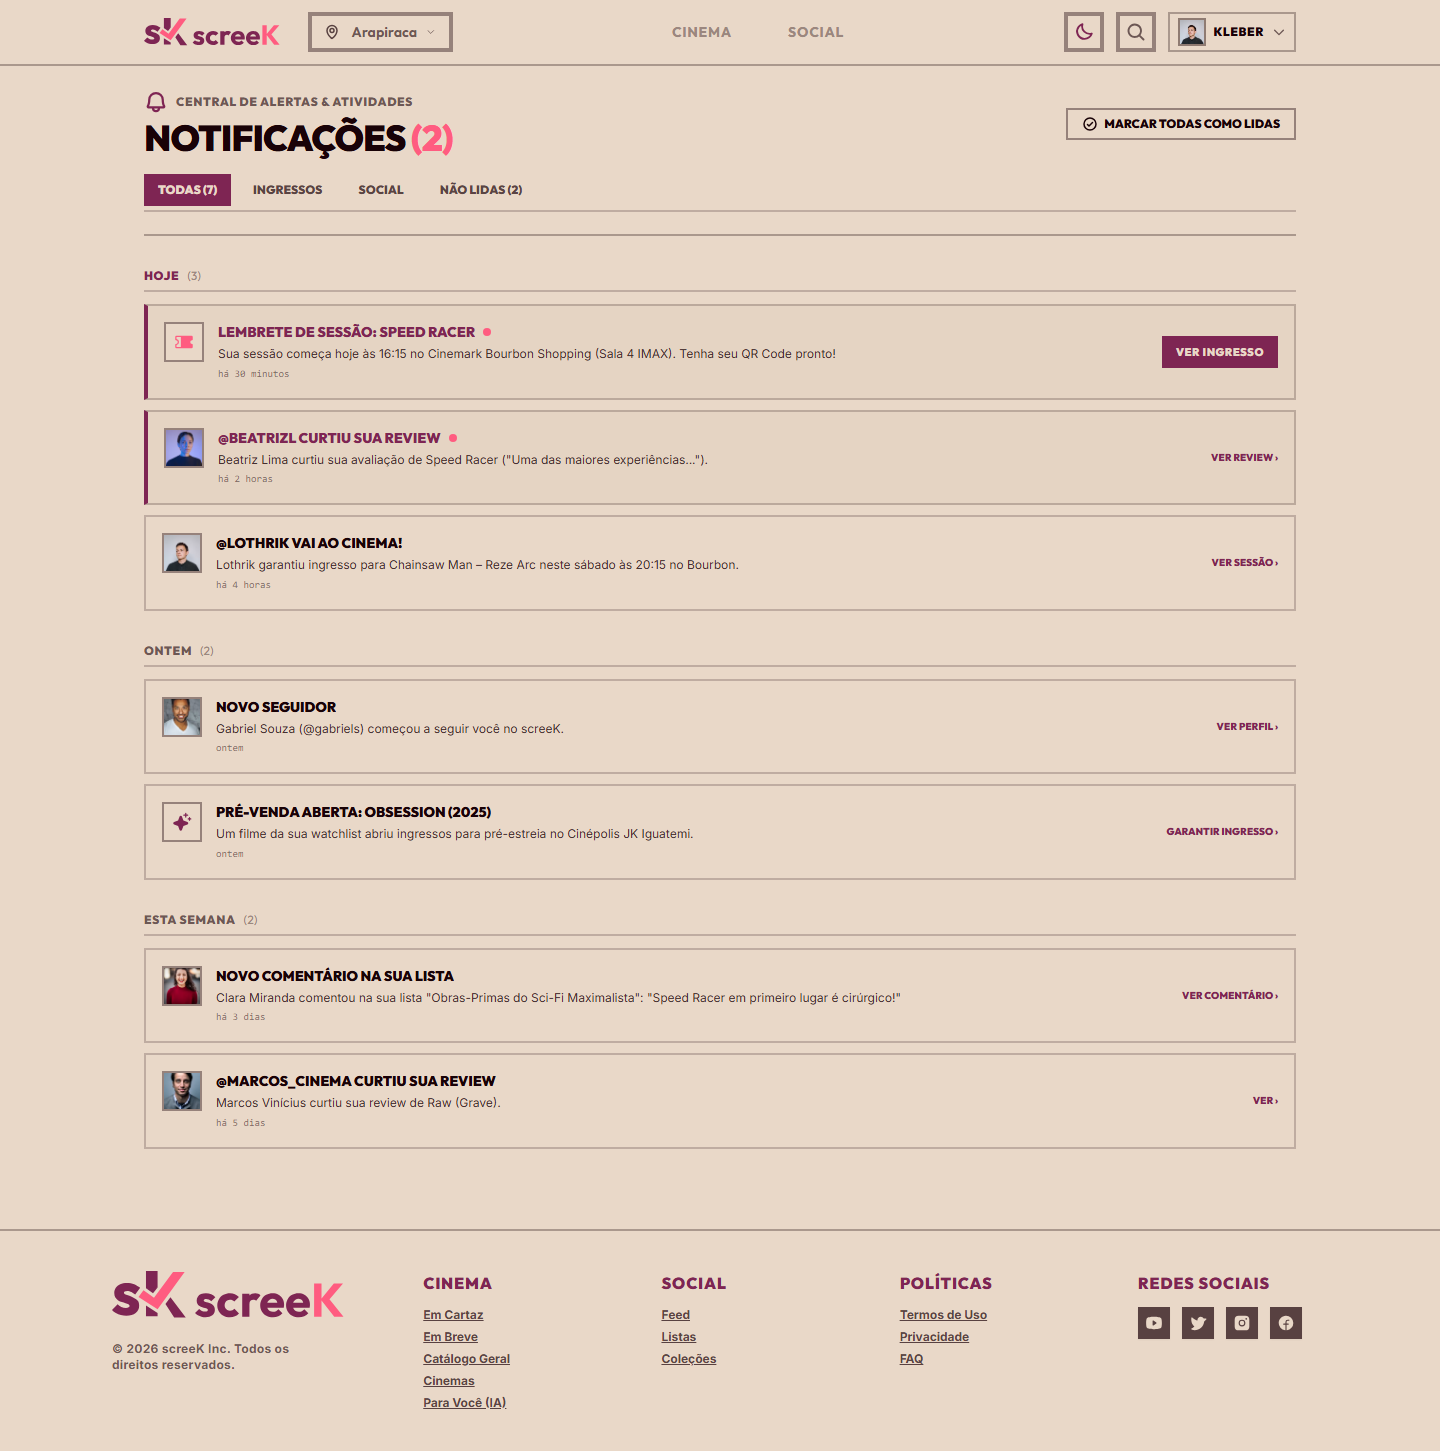 sK screeK
Arapiraca
CINEMA
SOCIAL
KLEBER
CENTRAL DE ALERTAS & ATIVIDADES
NOTIFICAÇÕES (2)
MARCAR TODAS COMO LIDAS
TODAS (7)
INGRESSOS
SOCIAL
NÃO LIDAS (2)
HOJE (3)
LEMBRETE DE SESSÃO: SPEED RACER
Sua sessão começa hoje às 16:15 no Cinemark Bourbon Shopping (Sala 4 IMAX). Tenha seu QR Code pronto!
há 30 minutos
VER INGRESSO
@BEATRIZL CURTIU SUA REVIEW
Beatriz Lima curtiu sua avaliação de Speed Racer ("Uma das maiores experiências...").
há 2 horas
VER REVIEW ›
@LOTHRIK VAI AO CINEMA!
Lothrik garantiu ingresso para Chainsaw Man – Reze Arc neste sábado às 20:15 no Bourbon.
há 4 horas
VER SESSÃO ›
ONTEM (2)
NOVO SEGUIDOR
Gabriel Souza (@gabriels) começou a seguir você no screeK.
ontem
VER PERFIL ›
PRÉ-VENDA ABERTA: OBSESSION (2025)
Um filme da sua watchlist abriu ingressos para pré-estreia no Cinépolis JK Iguatemi.
ontem
GARANTIR INGRESSO ›
ESTA SEMANA (2)
NOVO COMENTÁRIO NA SUA LISTA
Clara Miranda comentou na sua lista "Obras-Primas do Sci-Fi Maximalista": "Speed Racer em primeiro lugar é cirúrgico!"
há 3 dias
VER COMENTÁRIO ›
@MARCOS_CINEMA CURTIU SUA REVIEW
Marcos Vinícius curtiu sua review de Raw (Grave).
há 5 dias
VER ›
sK screeK
© 2026 screeK Inc. Todos os
direitos reservados.
CINEMA
Em Cartaz
Em Breve
Catálogo Geral
Cinemas
Para Você (IA)
SOCIAL
Feed
Listas
Coleções
POLÍTICAS
Termos de Uso
Privacidade
FAQ
REDES SOCIAIS